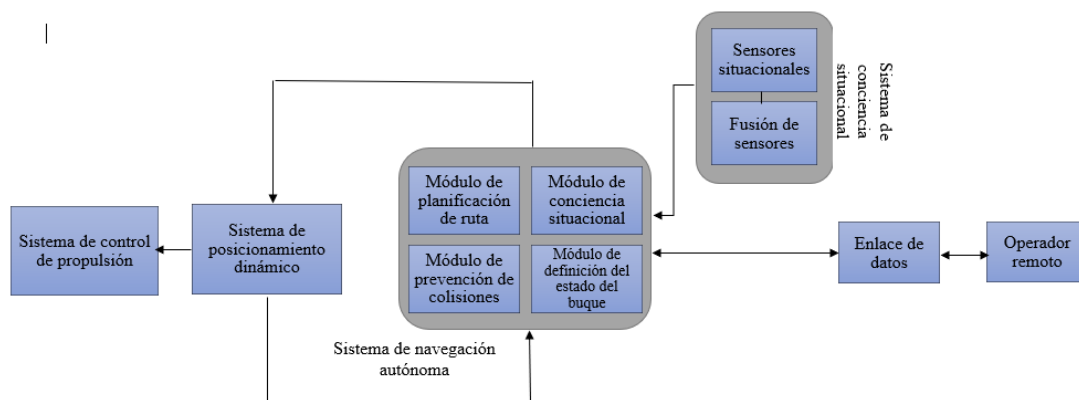 Sensores
situacionales
Fusión de
sensores
Sistema de
conciencia
situacional
Módulo de
planificación
de ruta
Módulo de
conciencia
situacional
Módulo de
prevención de
colisiones
Módulo de
definición del
estado del
buque
Sistema de control
de propulsión
Sistema de
posicionamiento
dinámico
Enlace de
datos
Operador
remoto
Sistema de navegación
autónoma